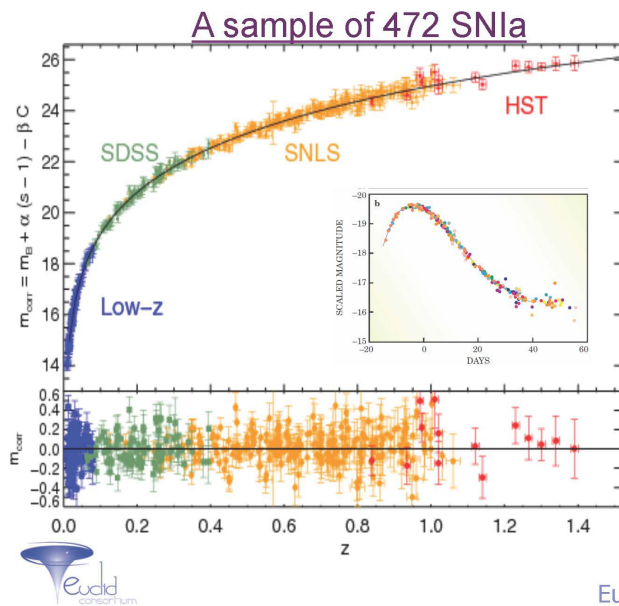 A sample of 472 SNIa
26
24
22
20
18
16
14
m_corr = m_B + α (s − 1) − β C
HST
SDSS
SNLS
Low−z
b
-20
-19
-18
-17
-16
-15
SCALED MAGNITUDE
-20 0 20 40 60
DAYS
0.6
0.4
0.2
0.0
-0.2
-0.4
-0.6
m_corr
0.0 0.2 0.4 0.6 0.8 1.0 1.2 1.4
z
euclid
consortium
Eu